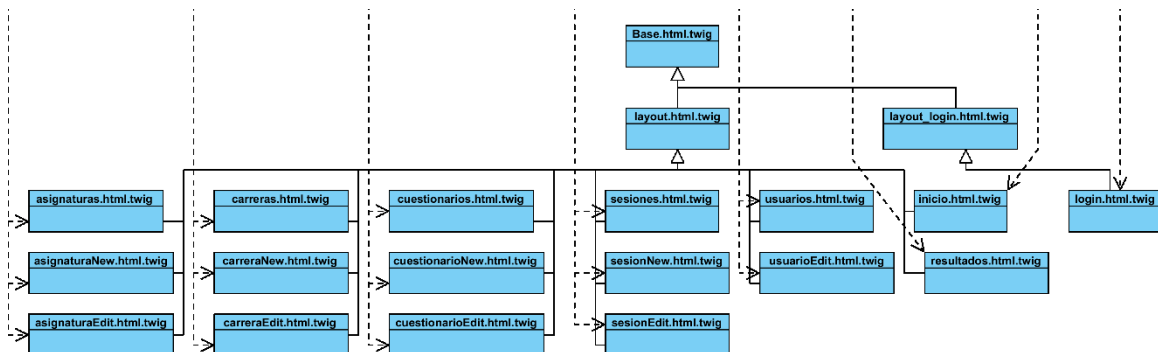 Base.html.twig
layout.html.twig
layout_login.html.twig
asignaturas.html.twig
carreras.html.twig
cuestionarios.html.twig
sesiones.html.twig
usuarios.html.twig
inicio.html.twig
login.html.twig
asignaturaNew.html.twig
carreraNew.html.twig
cuestionarioNew.html.twig
sesionNew.html.twig
usuarioEdit.html.twig
resultados.html.twig
asignaturaEdit.html.twig
carreraEdit.html.twig
cuestionarioEdit.html.twig
sesionEdit.html.twig